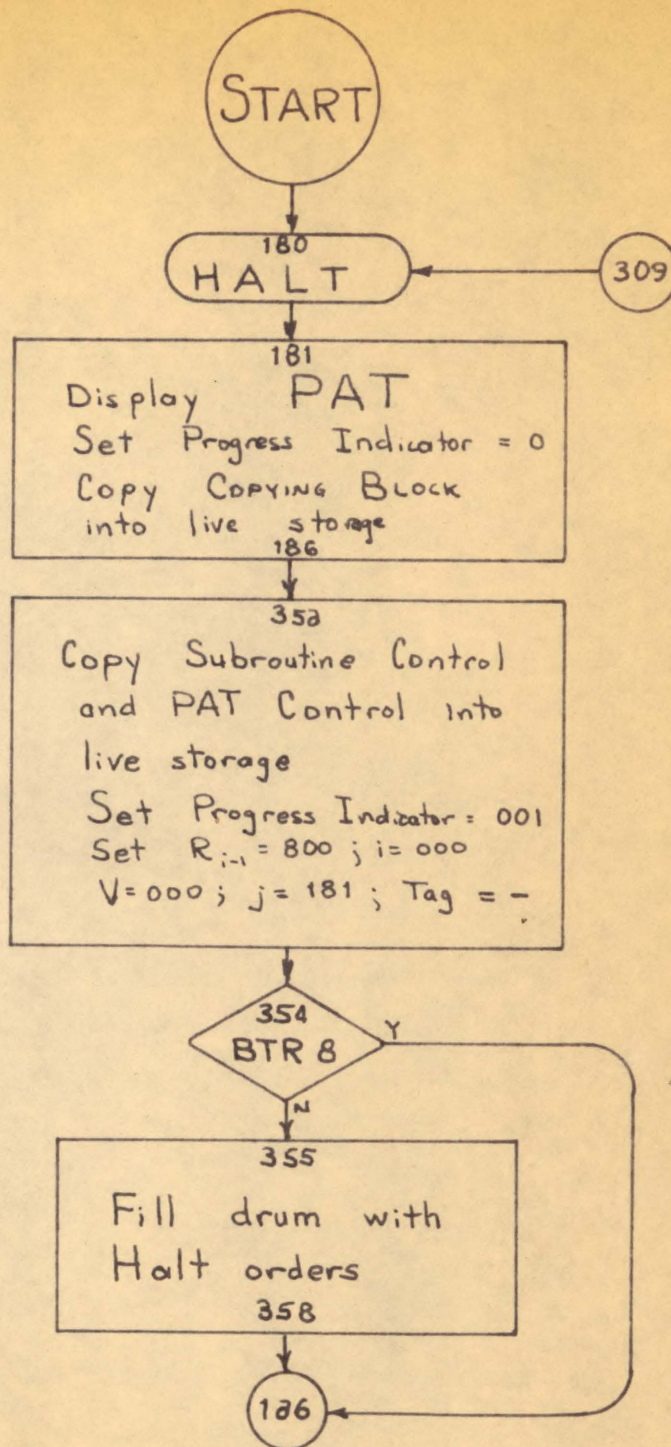 START
180
HALT
309
181
Display PAT
Set Progress Indicator = 0
Copy COPYING BLOCK
into live storage
186
352
Copy Subroutine Control
and PAT Control into
live storage
Set Progress Indicator = 001
Set R i-1 = 800 ; i = 000
V = 000 ; j = 181 ; Tag = -
354
BTR 8
Y
N
355
Fill drum with
Halt orders
358
126